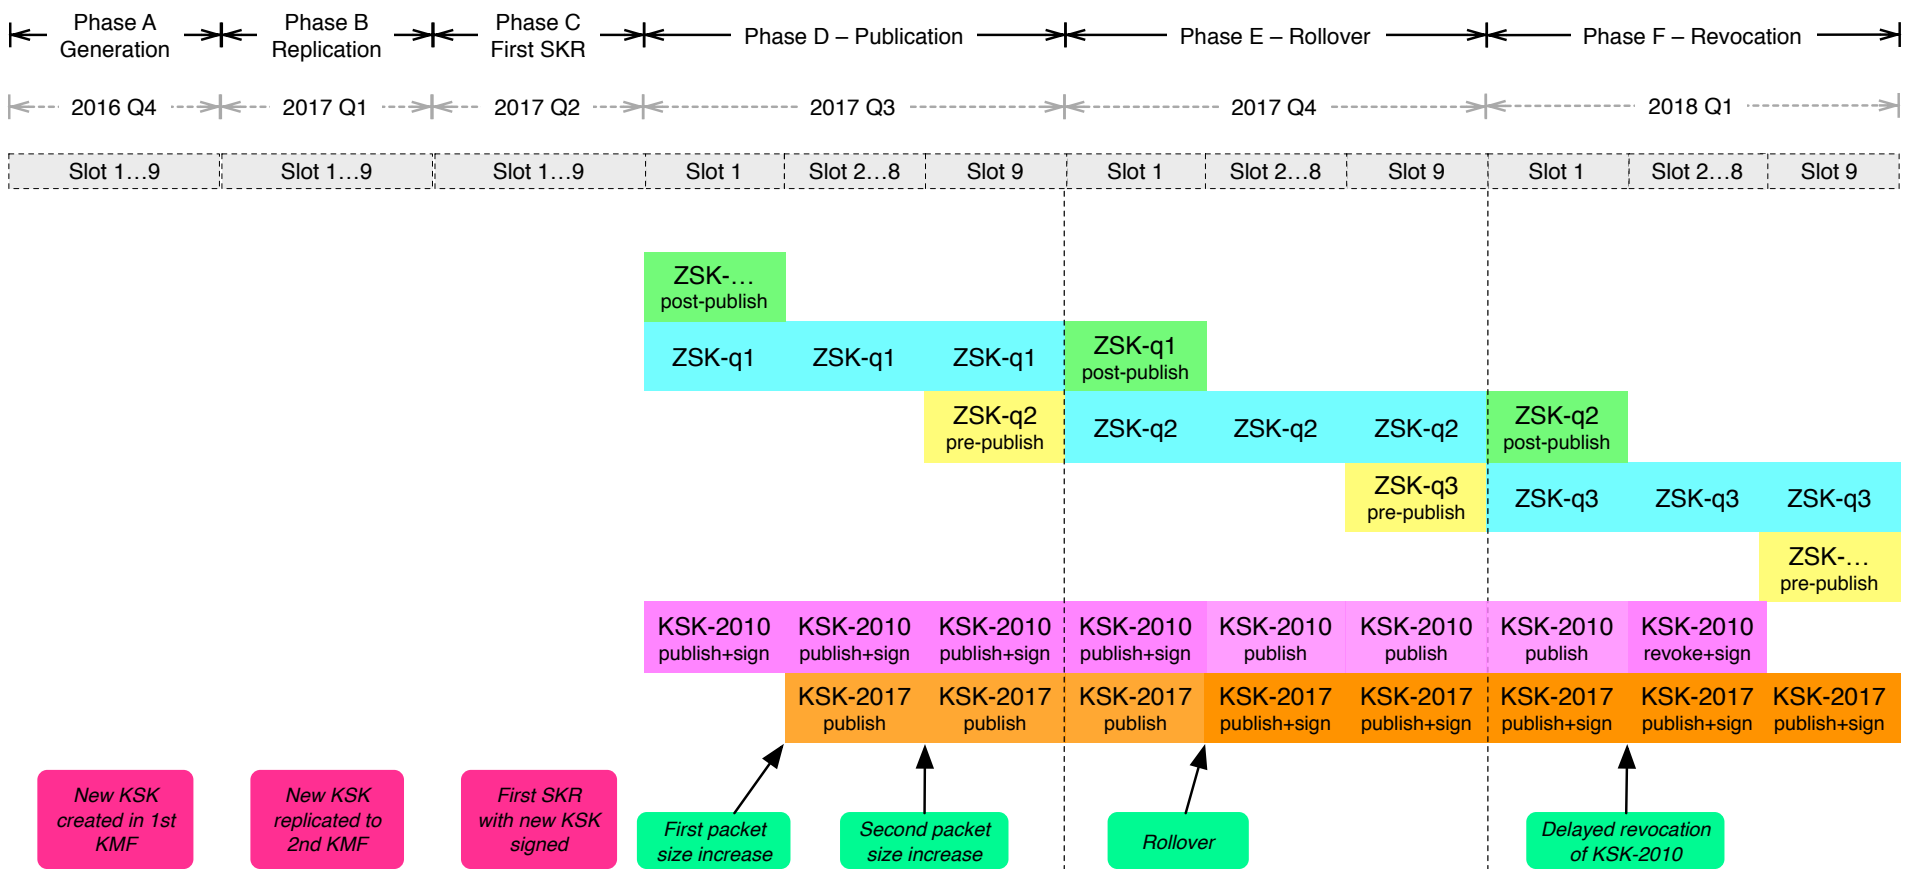 Phase A
Generation
Phase B
Replication
Phase C
First SKR
Phase D – Publication
Phase E – Rollover
Phase F – Revocation
2016 Q4
2017 Q1
2017 Q2
2017 Q3
2017 Q4
2018 Q1
Slot 1…9
Slot 1…9
Slot 1…9
Slot 1
Slot 2…8
Slot 9
Slot 1
Slot 2…8
Slot 9
Slot 1
Slot 2…8
Slot 9
ZSK-…
post-publish
ZSK-q1
ZSK-q1
ZSK-q1
ZSK-q1
post-publish
ZSK-q2
pre-publish
ZSK-q2
ZSK-q2
ZSK-q2
ZSK-q2
post-publish
ZSK-q3
pre-publish
ZSK-q3
ZSK-q3
ZSK-q3
ZSK-…
pre-publish
KSK-2010
publish+sign
KSK-2010
publish+sign
KSK-2010
publish+sign
KSK-2010
publish+sign
KSK-2010
publish
KSK-2010
publish
KSK-2010
publish
KSK-2010
revoke+sign
KSK-2017
publish
KSK-2017
publish
KSK-2017
publish
KSK-2017
publish+sign
KSK-2017
publish+sign
KSK-2017
publish+sign
KSK-2017
publish+sign
KSK-2017
publish+sign
New KSK
created in 1st
KMF
New KSK
replicated to
2nd KMF
First SKR
with new KSK
signed
First packet
size increase
Second packet
size increase
Rollover
Delayed revocation
of KSK-2010